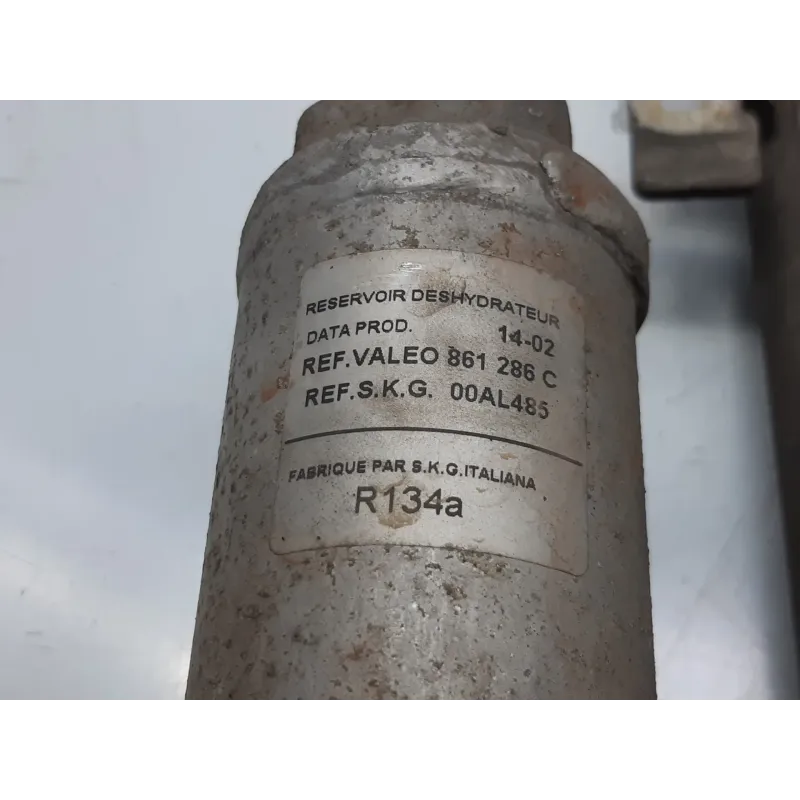 RESERVOIR DESHYDRATEUR
DATA PROD. 14-02
REF.VALEO 861 286 C
REF.S.K.G. 00AL485
FABRIQUE PAR S.K.G.ITALIANA
R134a